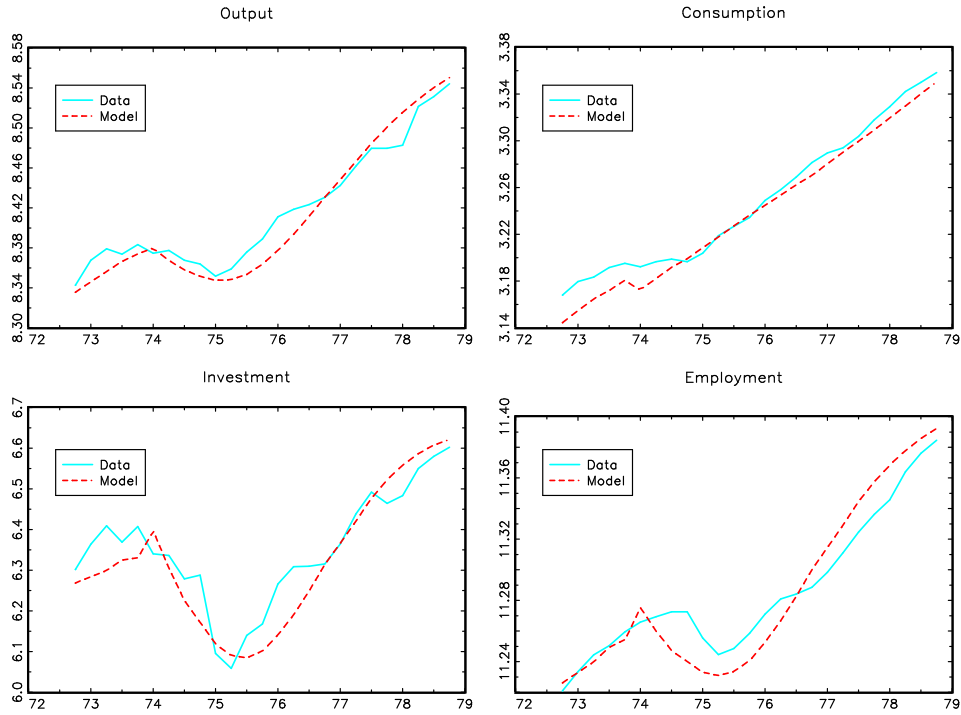 Output
8.58
8.54
8.50
8.46
8.42
8.38
8.34
8.30
Data
Model
72 73 74 75 76 77 78 79
Consumption
3.38
3.34
3.30
3.26
3.22
3.18
3.14
Data
Model
72 73 74 75 76 77 78 79
Investment
6.7
6.6
6.5
6.4
6.3
6.2
6.1
6.0
Data
Model
72 73 74 75 76 77 78 79
Employment
11.40
11.36
11.32
11.28
11.24
Data
Model
72 73 74 75 76 77 78 79